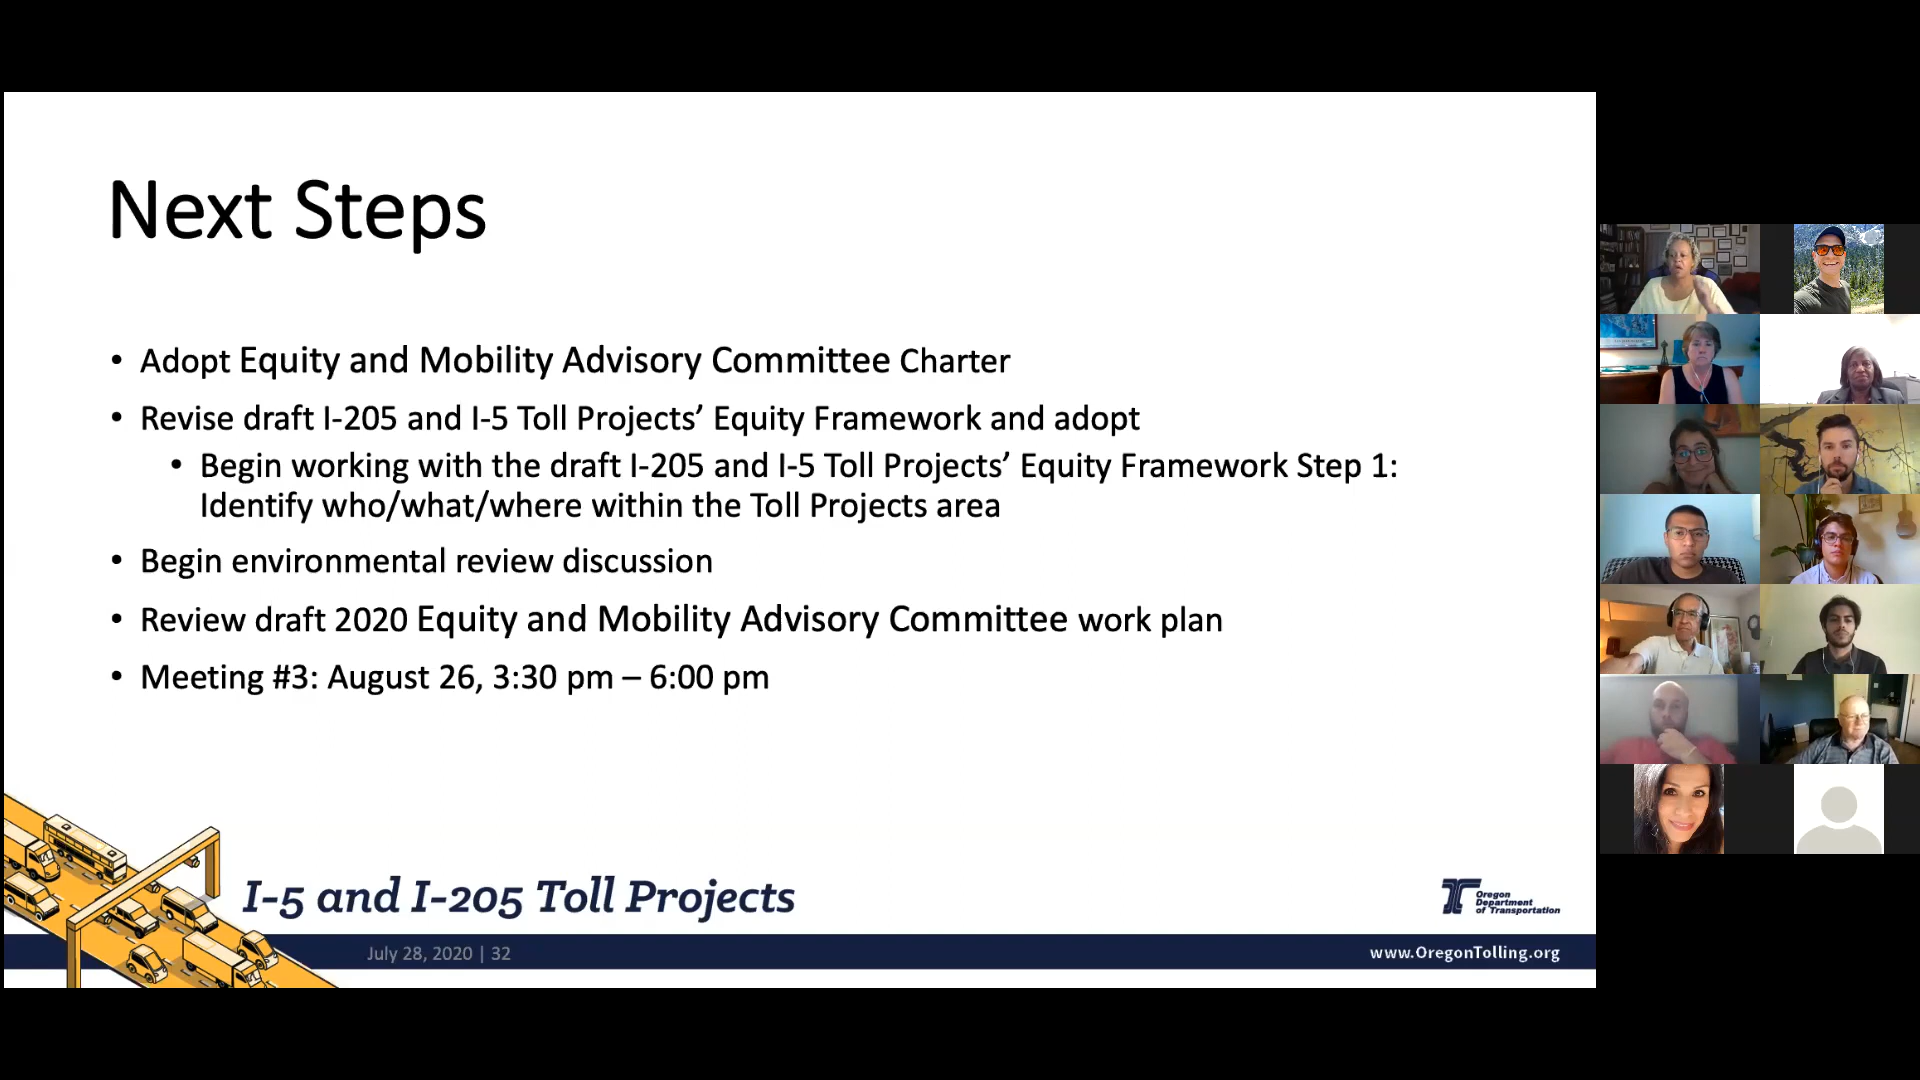 Next Steps
• Adopt Equity and Mobility Advisory Committee Charter
• Revise draft I-205 and I-5 Toll Projects’ Equity Framework and adopt
• Begin working with the draft I-205 and I-5 Toll Projects’ Equity Framework Step 1:
Identify who/what/where within the Toll Projects area
• Begin environmental review discussion
• Review draft 2020 Equity and Mobility Advisory Committee work plan
• Meeting #3: August 26, 3:30 pm – 6:00 pm
I-5 and I-205 Toll Projects
Oregon
Department
of Transportation
July 28, 2020 | 32
www.OregonTolling.org